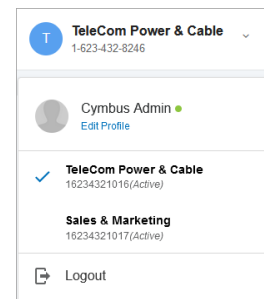 T
TeleCom Power & Cable
1-623-432-8246
Cymbus Admin
Edit Profile
TeleCom Power & Cable
16234321016(Active)
Sales & Marketing
16234321017(Active)
Logout